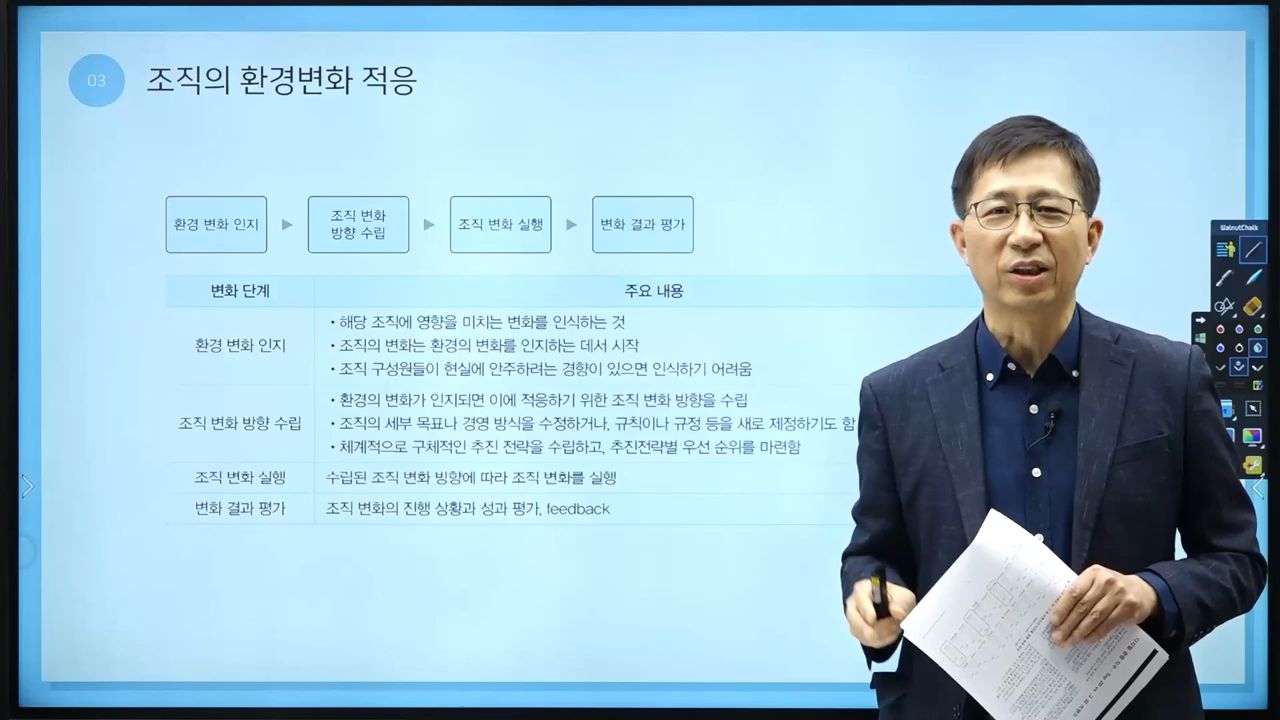 03
조직의 환경변화 적응
환경 변화 인지
조직 변화
방향 수립
조직 변화 실행
변화 결과 평가
변화 단계
주요 내용
환경 변화 인지
• 해당 조직에 영향을 미치는 변화를 인식하는 것
• 조직의 변화는 환경의 변화를 인지하는 데서 시작
• 조직 구성원들이 현실에 안주하려는 경향이 있으면 인식하기 어려움
조직 변화 방향 수립
• 환경의 변화가 인지되면 이에 적응하기 위한 조직 변화 방향을 수립
• 조직의 세부 목표나 경영 방식을 수정하거나, 규칙이나 규정 등을 새로 제정하기도 함
• 체계적으로 구체적인 추진 전략을 수립하고, 추진전략별 우선 순위를 마련함
조직 변화 실행
수립된 조직 변화 빙향에 따라 조직 변화를 실행
변화 결과 평가
조직 변화의 진행 상황과 성과 평가, feedback
WalnutChalk